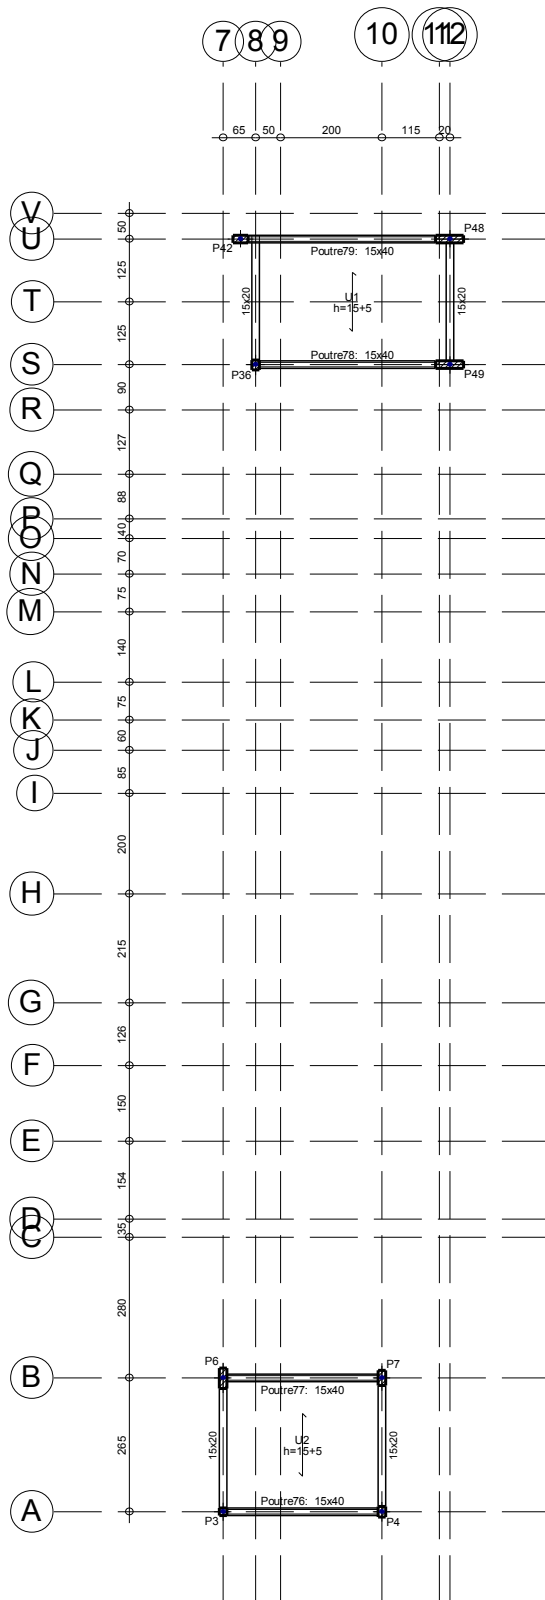 7 8 9 10 11 12
65 50 200 115 20
V
50
U
P42
P48
Poutre79: 15x40
125
15x20
U1
h=15+5
15x20
T
125
Poutre78: 15x40
S
P36
P49
90
R
127
Q
88
P
40
O
70
N
75
M
140
L
75
K
60
J
85
I
200
H
215
G
126
F
150
E
154
D
35
C
280
P6
P7
B
Poutre77: 15x40
265
15x20
U2
h=15+5
15x20
Poutre76: 15x40
A
P3
P4